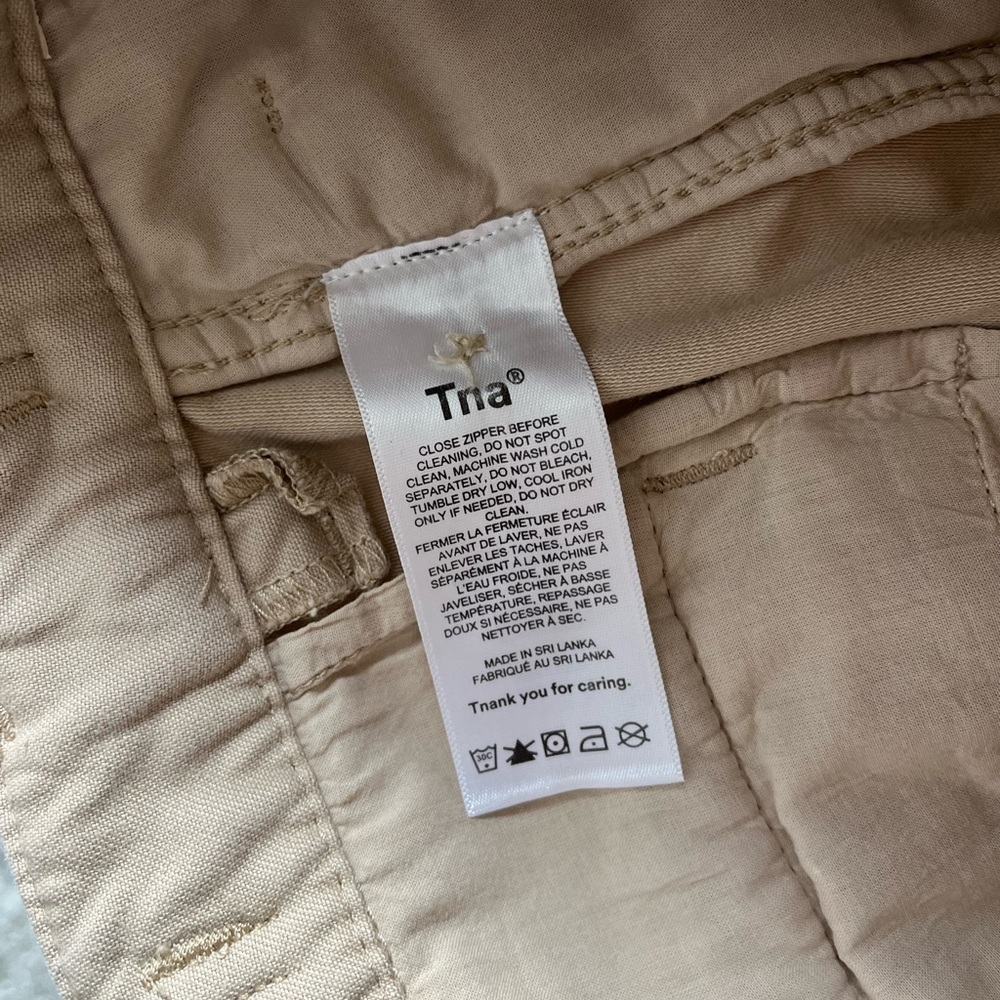 Tna®
CLOSE ZIPPER BEFORE
CLEANING, DO NOT SPOT
CLEAN, MACHINE WASH COLD
SEPARATELY, DO NOT BLEACH,
TUMBLE DRY LOW, COOL IRON
ONLY IF NEEDED, DO NOT DRY
CLEAN.
FERMER LA FERMETURE ÉCLAIR
AVANT DE LAVER, NE PAS
ENLEVER LES TACHES, LAVER
SÉPARÉMENT À LA MACHINE À
L'EAU FROIDE, NE PAS
JAVELISER, SÉCHER À BASSE
TEMPÉRATURE, REPASSAGE
DOUX SI NÉCESSAIRE, NE PAS
NETTOYER À SEC.
MADE IN SRI LANKA
FABRIQUÉ AU SRI LANKA
Tnank you for caring.
30C